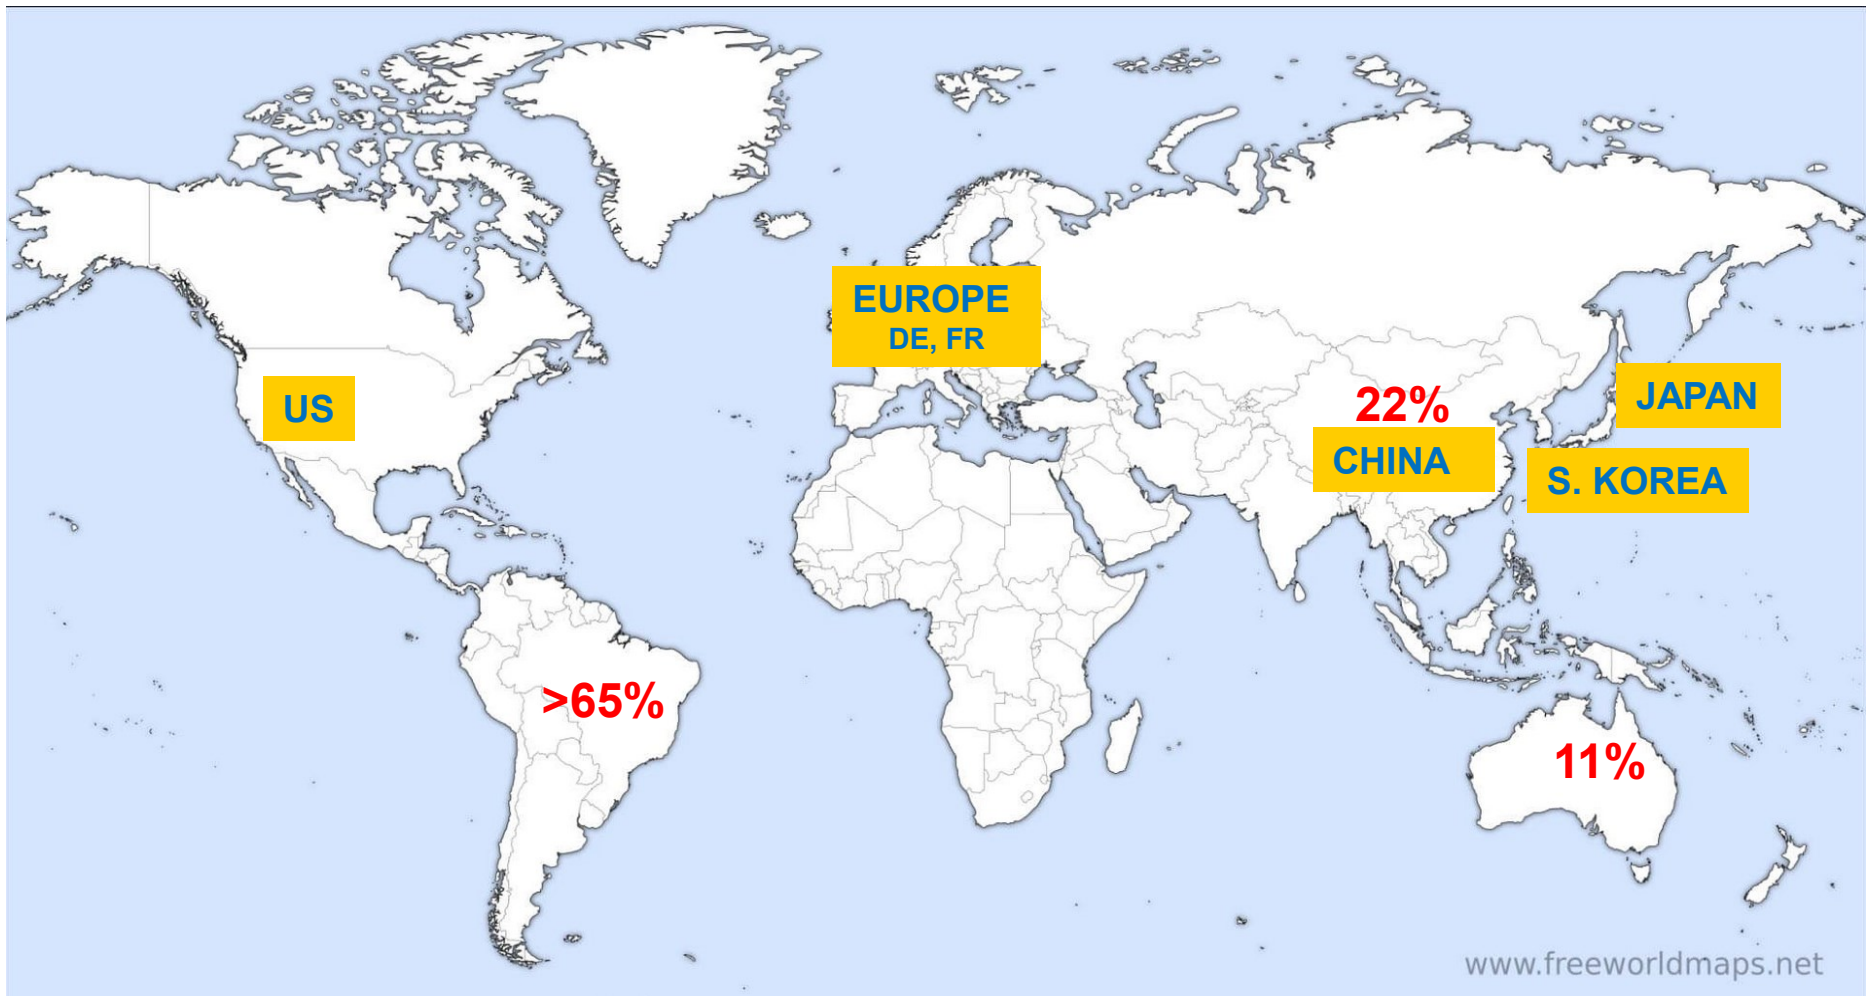 EUROPE
DE, FR
US
22%
JAPAN
CHINA
S. KOREA
>65%
11%
www.freeworldmaps.net